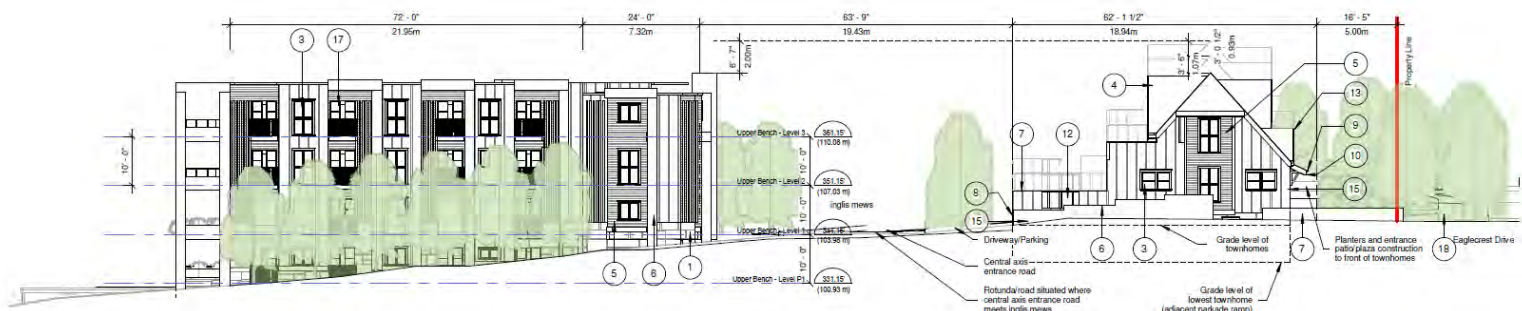 72' - 0"
24' - 0"
63' - 9"
62' - 1 1/2"
16' - 5"
21.95m
7.32m
19.43m
18.94m
5.00m
3
17
6' - 7"
2.00m
3' - 6"
1.07m
3' - 0 1/2"
0.93m
Property Line
4
5
13
9
10
15
7
12
8
15
10' - 0"
Upper Bench - Level 3
361.15'
(110.08 m)
10' - 0"
Upper Bench - Level 2
351.15'
(107.03 m)
inglis mews
10' - 0"
Upper Bench - Level 1
(103.98 m)
10' - 0"
Upper Bench - Level P1
331.15'
(100.93 m)
5
6
1
Driveway/Parking
Central axis
entrance road
Rotunda/road situated where
central axis entrance road
meets inglis mews
6
3
Grade level of
townhomes
7
Planters and entrance
patio/plaza construction
to front of townhomes
18
Eaglecrest Drive
Grade level of
lowest townhome
(adjacent parkade ramp)